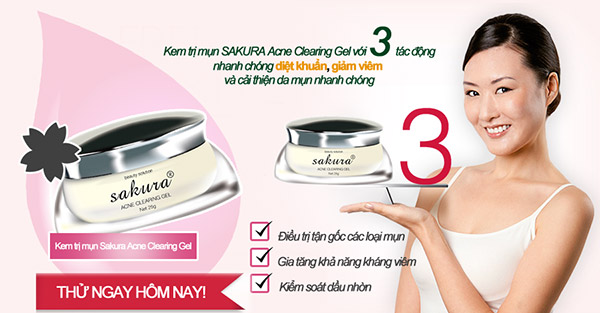 Kem trị mụn SAKURA Acne Clearing Gel với 3 tác động
nhanh chóng diệt khuẩn, giảm viêm
và cải thiện da mụn nhanh chóng
beauty solution
sakura®
ACNE CLEARING GEL
Net 25g
Kem trị mụn Sakura Acne Clearing Gel
THỬ NGAY HÔM NAY!
beauty solution
sakura®
ACNE CLEARING GEL
Net 25g
3
Điều trị tận gốc các loại mụn
Gia tăng khả năng kháng viêm
Kiểm soát dầu nhờn